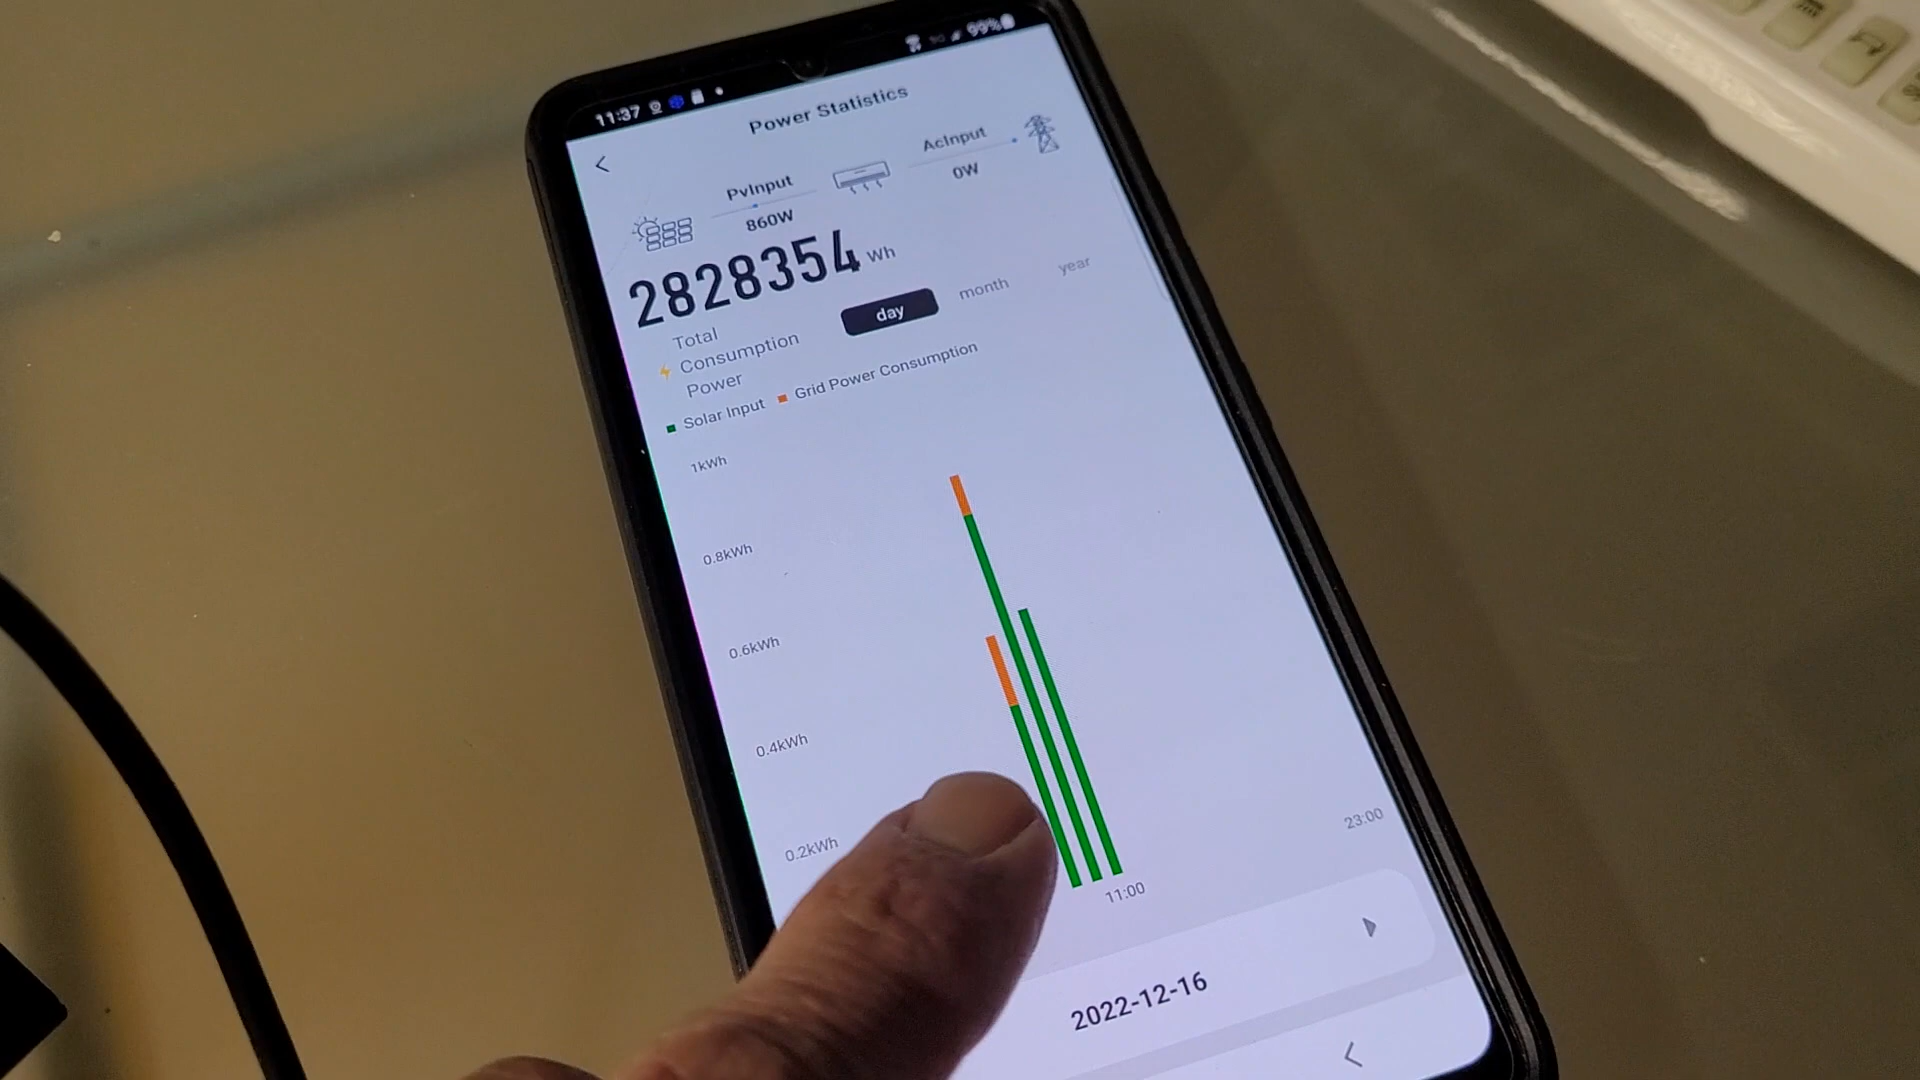 11:37
99%
Power Statistics
PvInput
860W
AcInput
0W
2828354 Wh
Total
Consumption
Power
day
month
year
Solar Input
Grid Power Consumption
1kWh
0.8kWh
0.6kWh
0.4kWh
0.2kWh
11:00
23:00
2022-12-16